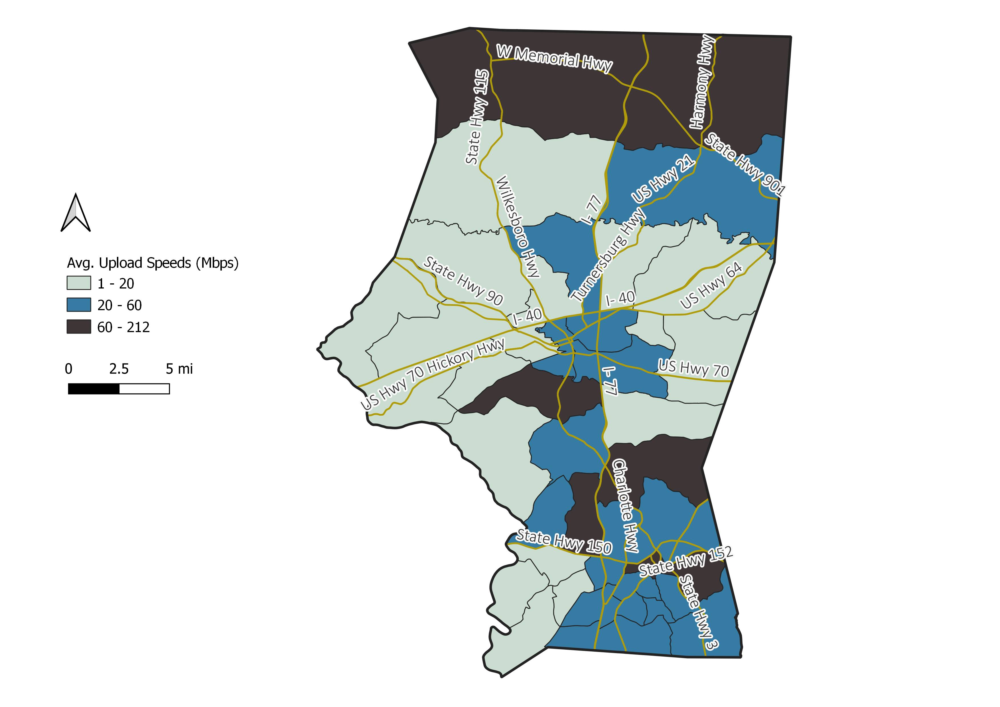 W Memorial Hwy
Harmony Hwy
State Hwy 115
State Hwy 901
US Hwy 21
Wilkesboro Hwy
I- 77
Turnersburg Hwy
State Hwy 90
US Hwy 64
I- 40
I- 40
US Hwy 70 Hickory Hwy
US Hwy 70
I- 77
Charlotte Hwy
State Hwy 150
State Hwy 152
State Hwy 3
Avg. Upload Speeds (Mbps)
1 - 20
20 - 60
60 - 212
0 2.5 5 mi